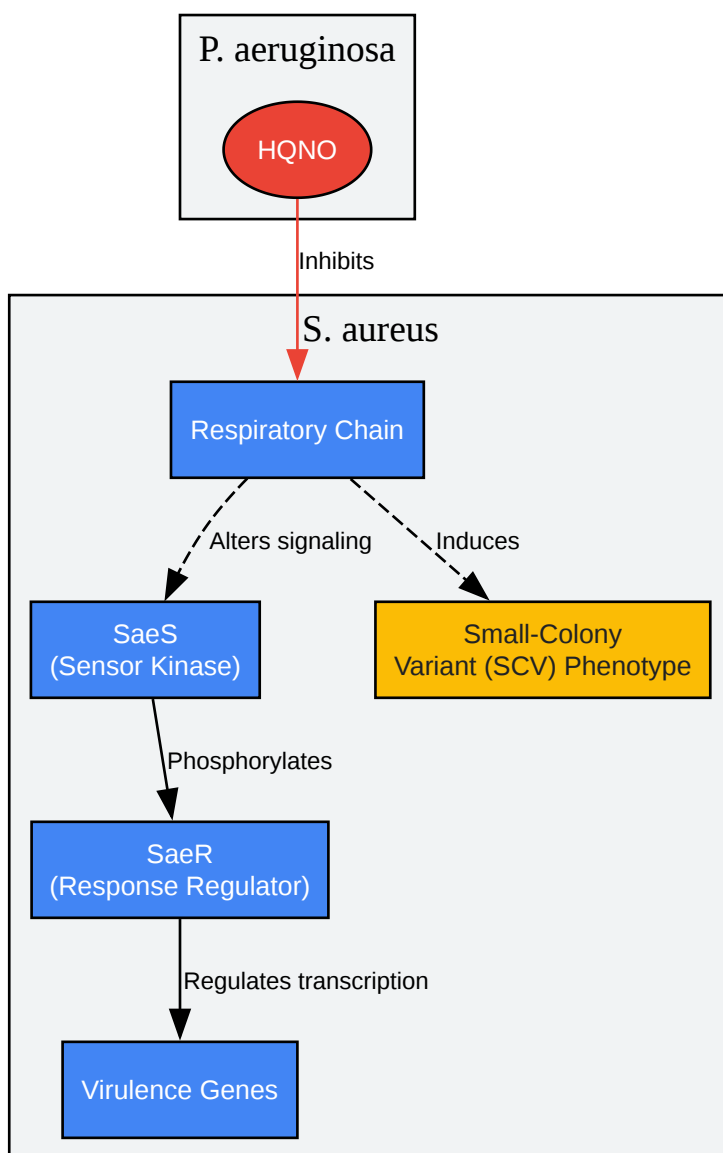 P. aeruginosa
HQNO
Inhibits
S. aureus
Respiratory Chain
Alters signaling
Induces
SaeS
(Sensor Kinase)
Small-Colony
Variant (SCV) Phenotype
Phosphorylates
SaeR
(Response Regulator)
Regulates transcription
Virulence Genes